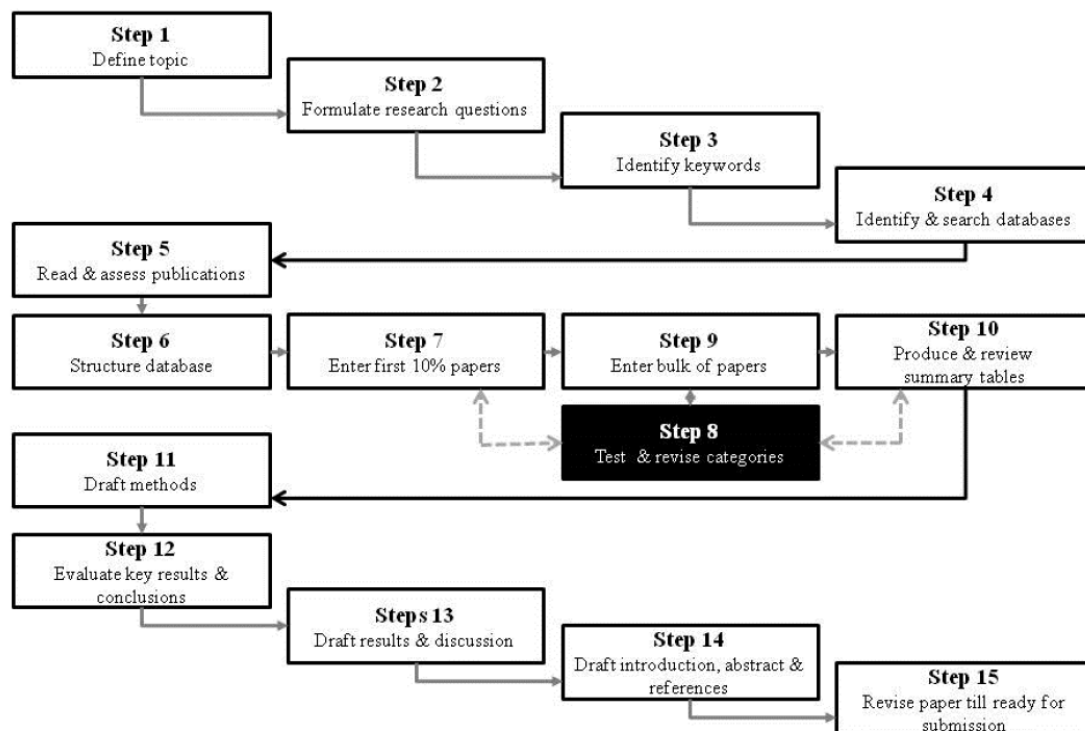 Step 1
Define topic
Step 2
Formulate research questions
Step 3
Identify keywords
Step 4
Identify & search databases
Step 5
Read & assess publications
Step 6
Structure database
Step 7
Enter first 10% papers
Step 9
Enter bulk of papers
Step 10
Produce & review
summary tables
Step 8
Test & revise categories
Step 11
Draft methods
Step 12
Evaluate key results &
conclusions
Steps 13
Draft results & discussion
Step 14
Draft introduction, abstract &
references
Step 15
Revise paper till ready for
submission